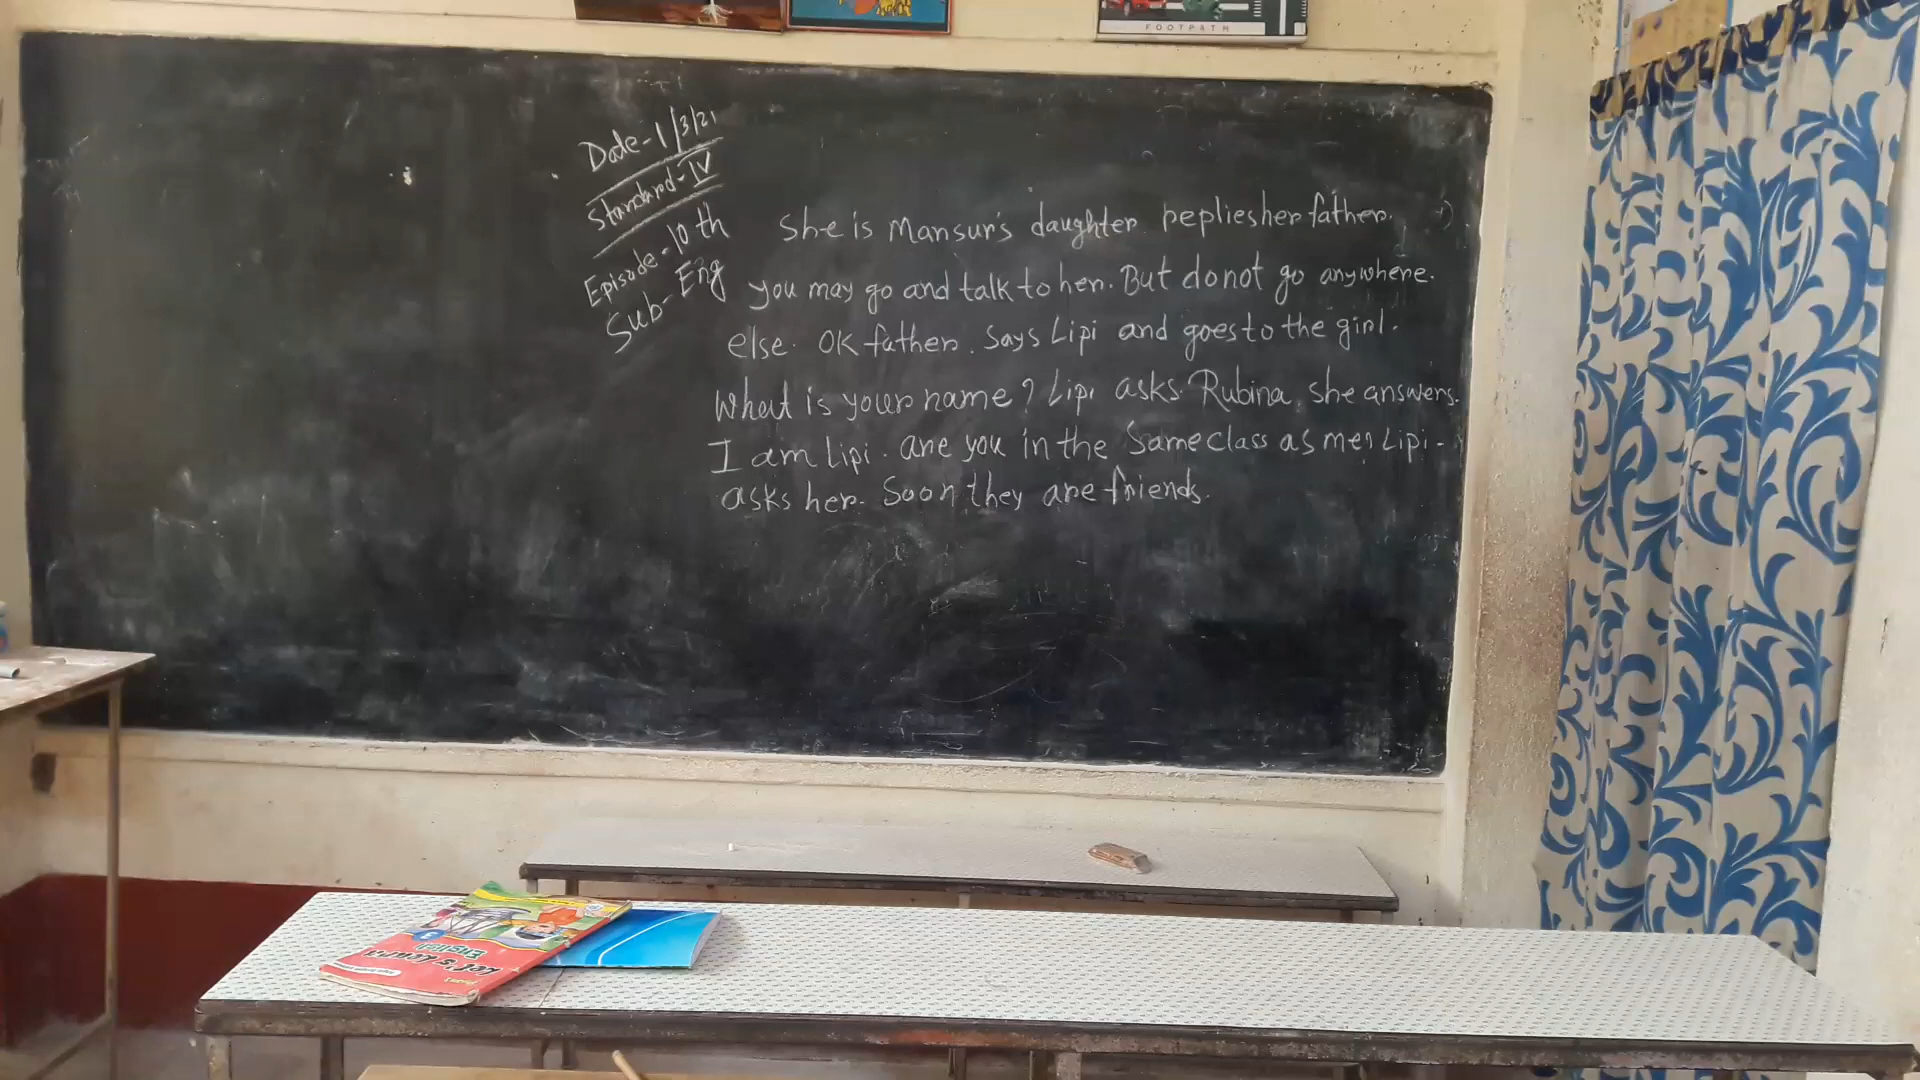 FOOTPATH
Date-1/3/21
Standard-IV
Episode-10th
Sub-Eng
She is Mansur's daughter replies her father.
you may go and talk to her. But do not go anywhere.
else. OK father. Says Lipi and goes to the girl.
What is your name? Lipi asks. Rubina. She answers.
I am Lipi. are you in the Same class as me? Lipi-
asks her. Soon they are friends.
Let's Learn
English
3